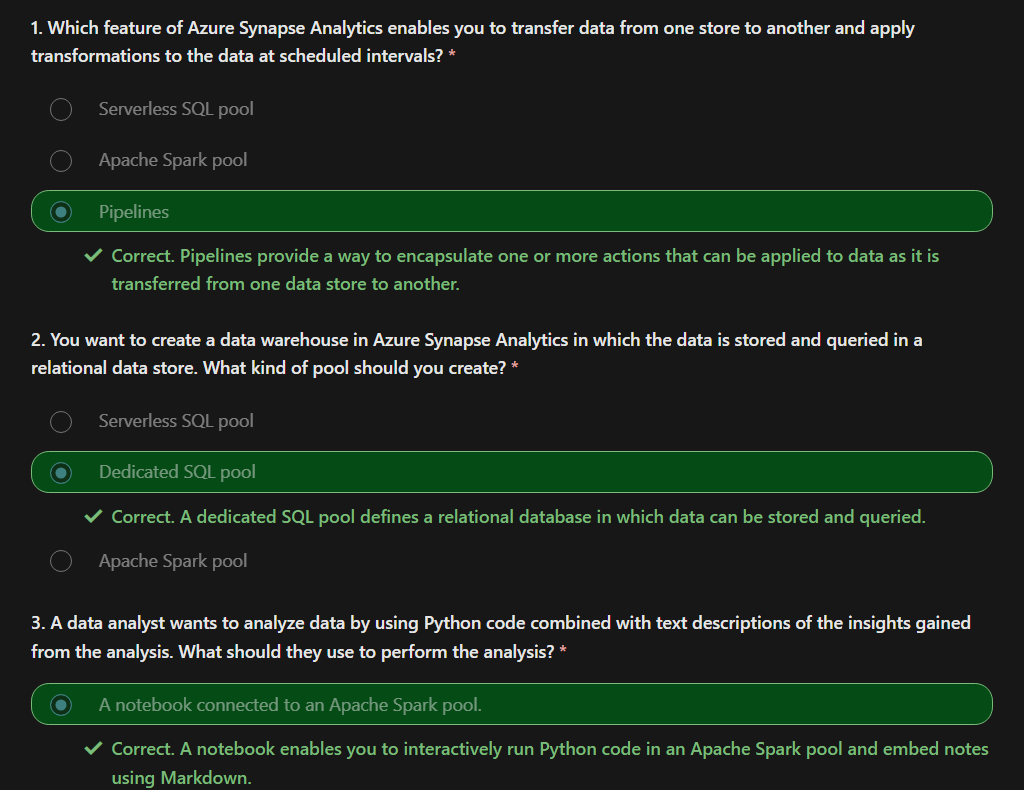 1. Which feature of Azure Synapse Analytics enables you to transfer data from one store to another and apply
transformations to the data at scheduled intervals? *
Serverless SQL pool
Apache Spark pool
Pipelines
Correct. Pipelines provide a way to encapsulate one or more actions that can be applied to data as it is
transferred from one data store to another.
2. You want to create a data warehouse in Azure Synapse Analytics in which the data is stored and queried in a
relational data store. What kind of pool should you create? *
Serverless SQL pool
Dedicated SQL pool
Correct. A dedicated SQL pool defines a relational database in which data can be stored and queried.
Apache Spark pool
3. A data analyst wants to analyze data by using Python code combined with text descriptions of the insights gained
from the analysis. What should they use to perform the analysis? *
A notebook connected to an Apache Spark pool.
Correct. A notebook enables you to interactively run Python code in an Apache Spark pool and embed notes
using Markdown.